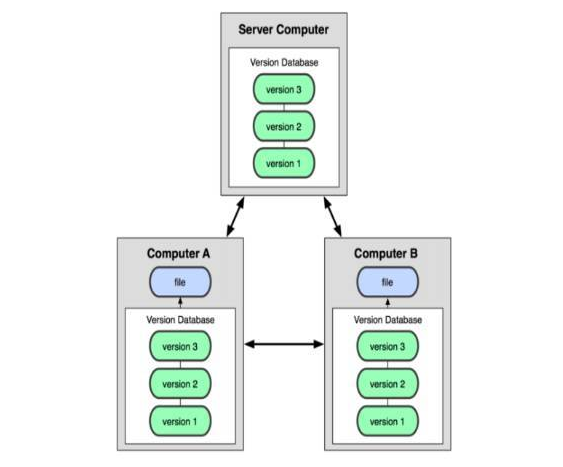 Server Computer
Version Database
version 3
version 2
version 1
Computer A
file
Version Database
version 3
version 2
version 1
Computer B
file
Version Database
version 3
version 2
version 1